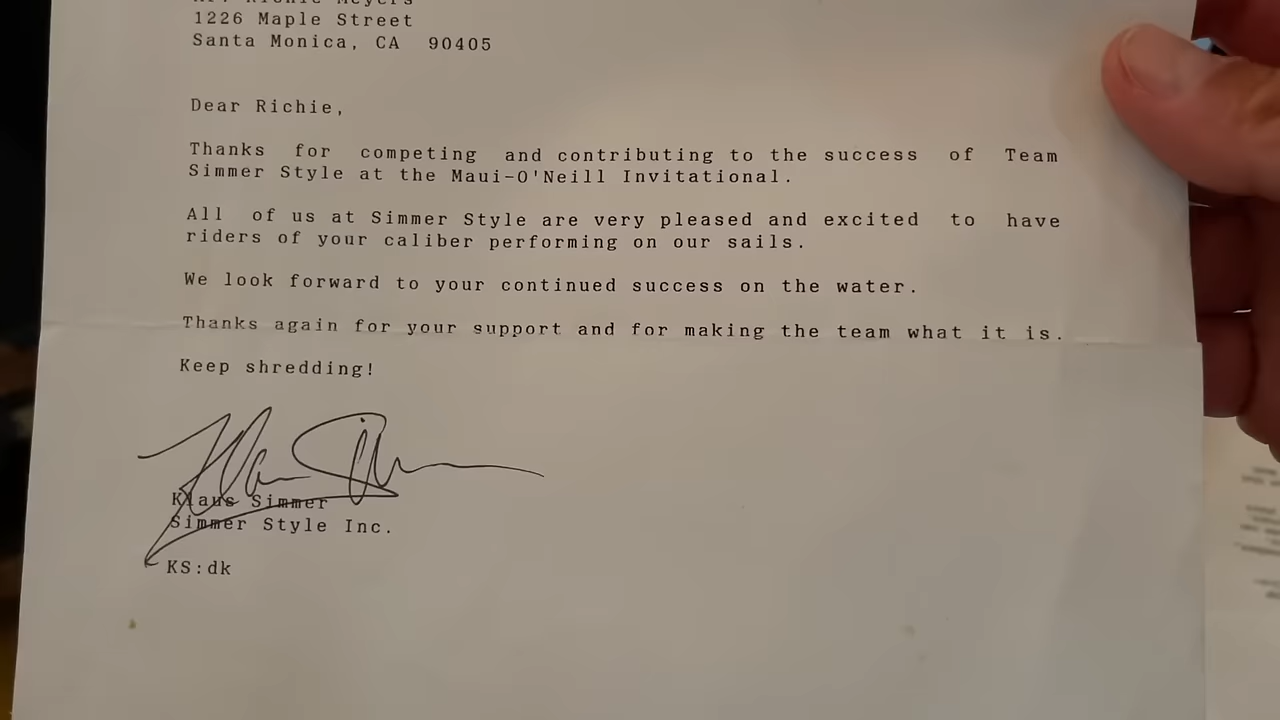 Mr. Richie Meyers
1226 Maple Street
Santa Monica, CA  90405
Dear Richie,
Thanks for competing and contributing to the success of Team
Simmer Style at the Maui-O'Neill Invitational.
All of us at Simmer Style are very pleased and excited to have
riders of your caliber performing on our sails.
We look forward to your continued success on the water.
Thanks again for your support and for making the team what it is.
Keep shredding!
Klaus Simmer
Simmer Style Inc.
KS:dk